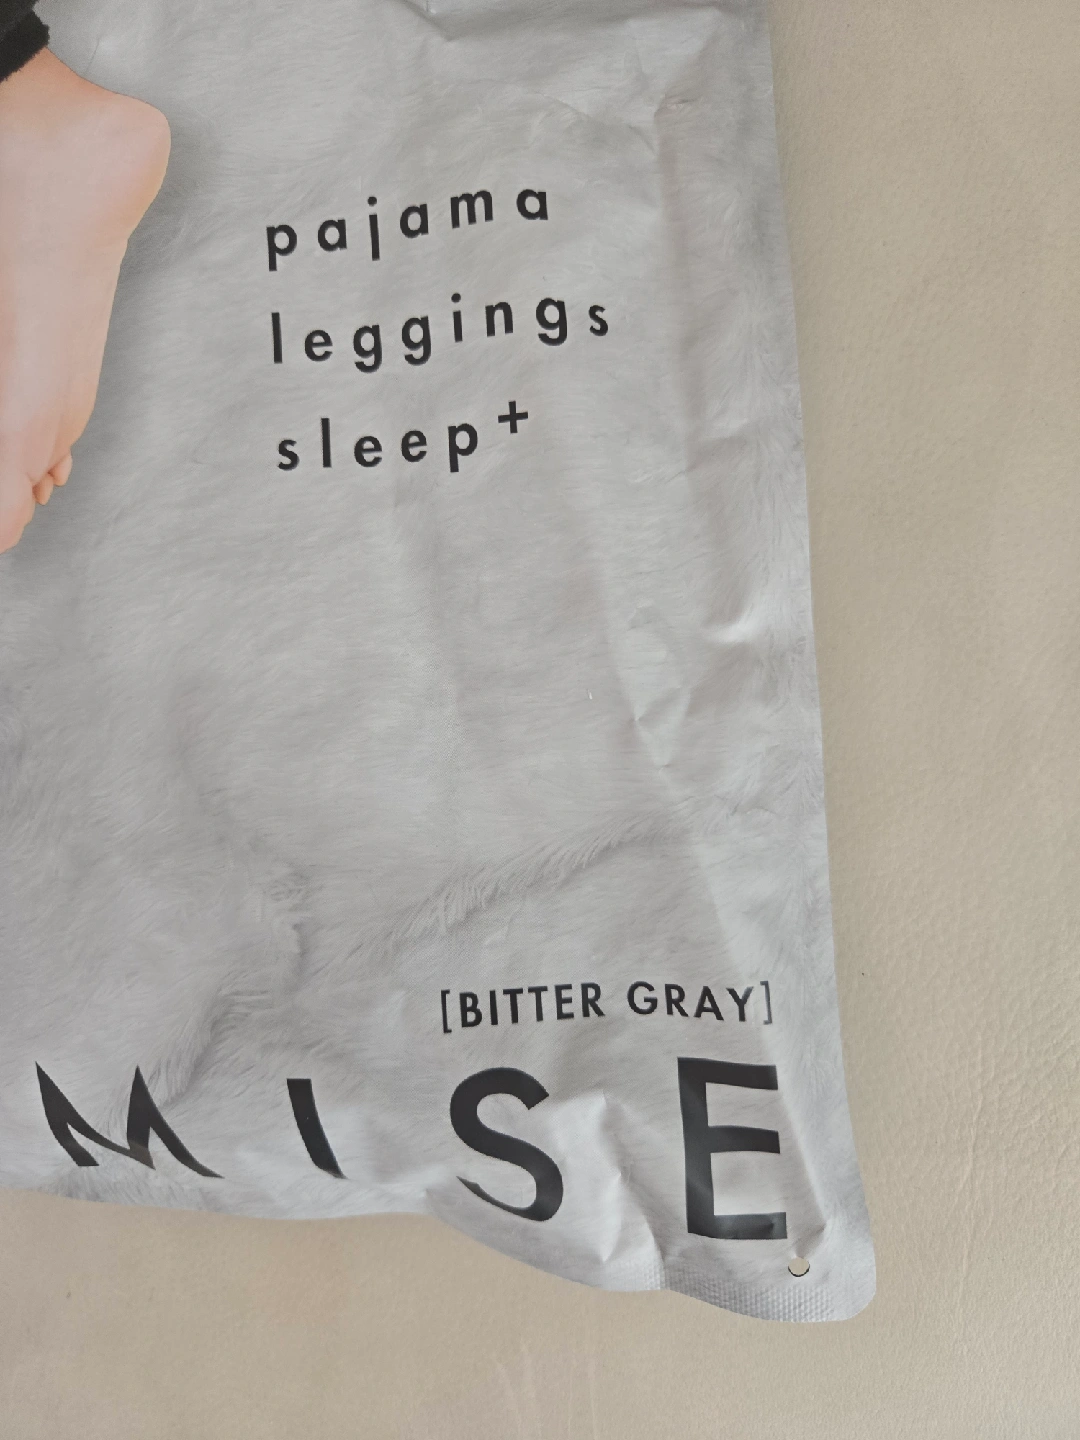 pajama
leggings
sleep+
[BITTER GRAY]
MISE